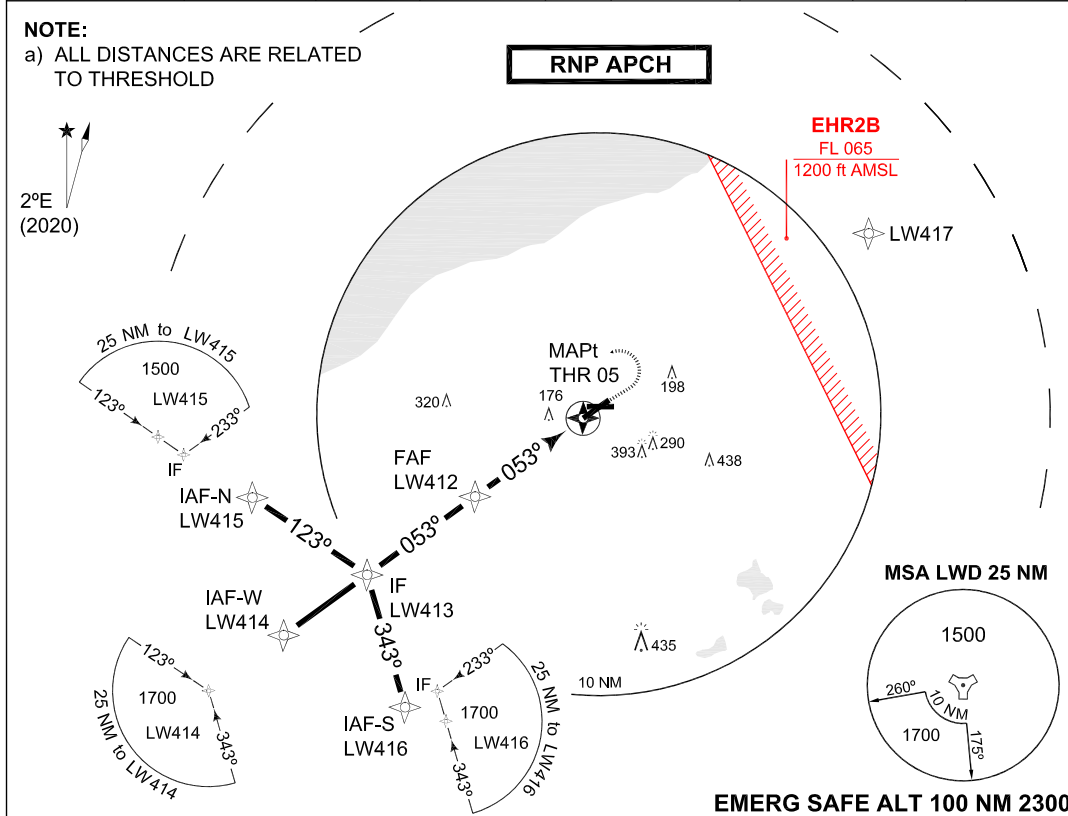 NOTE:
a) ALL DISTANCES ARE RELATED
TO THRESHOLD
RNP APCH
EHR2B
FL 065
1200 ft AMSL
2ºE
(2020)
LW417
25 NM to LW415
1500
LW415
123º
233º
IF
MAPt
THR 05
320
176
198
393
290
438
FAF
LW412
053º
IAF-N
LW415
123º
053º
IF
LW413
IAF-W
LW414
343º
435
10 NM
IAF-S
LW416
123º
1700
LW414
343º
25 NM to LW414
233º
IF
1700
LW416
343º
25 NM to LW416
MSA LWD 25 NM
1500
260º
10 NM
1700
175º
EMERG SAFE ALT 100 NM 2300